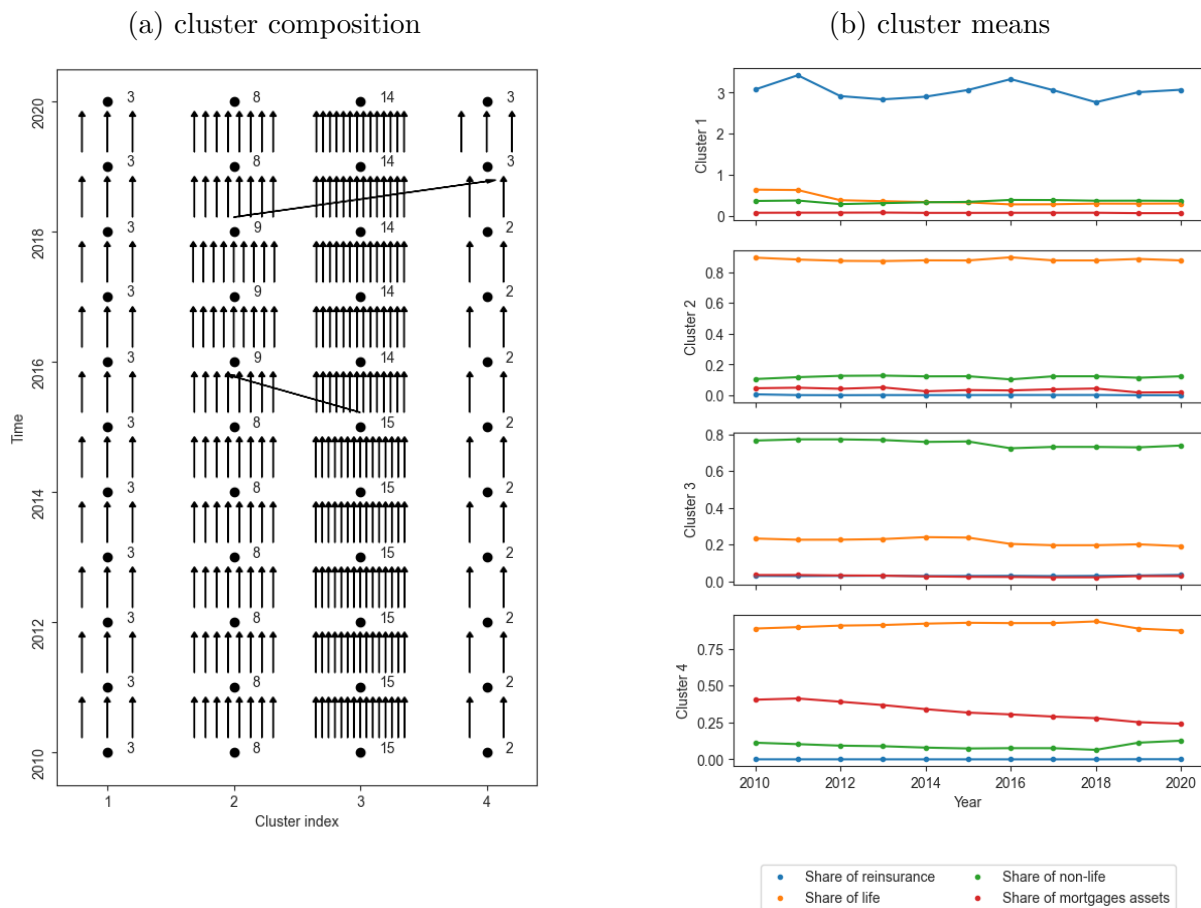 (a) cluster composition
3 8 14 3
2020
3 8 14 3
3 9 14 2
2018
3 9 14 2
3 9 14 2
2016
3 8 15 2
3 8 15 2
2014
3 8 15 2
3 8 15 2
2012
3 8 15 2
3 8 15 2
2010
Time
1 2 3 4
Cluster index
(b) cluster means
3
2
1
0
Cluster 1
0.8
0.6
0.4
0.2
0.0
Cluster 2
0.8
0.6
0.4
0.2
0.0
Cluster 3
0.75
0.50
0.25
0.00
Cluster 4
2010 2012 2014 2016 2018 2020
Year
Share of reinsurance
Share of life
Share of non-life
Share of mortgages assets